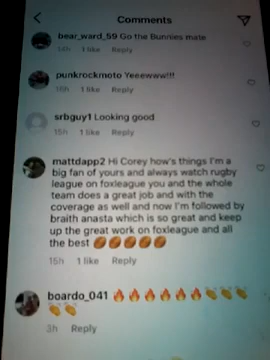 Comments
bear_ward_59 Go the Bunnies mate
16h 1 like Reply
punkrockmoto Yeeewww!!!
16h 1 like Reply
srbguy1 Looking good
15h 1 like Reply
mattdapp2 Hi Corey how's things I'm a
big fan of yours and always watch rugby
league on foxleague you and the whole
team does a great job and with the
coverage as well and now I'm followed by
braith anasta which is so great and keep
up the great work on foxleague and all
the best 🏉🏉🏉🏉🏉
15h 1 like Reply
boardo_041 🔥🔥🔥🔥🔥🔥🔥👏👏👏
👏👏
3h Reply